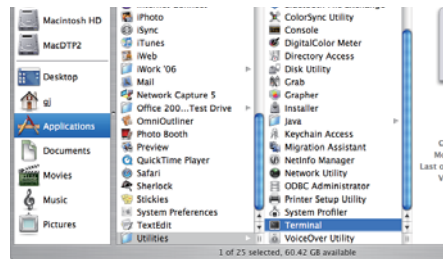 Macintosh HD
MacDTP2
Desktop
gj
Applications
Documents
Movies
Music
Pictures
iPhoto
iSync
iTunes
iWeb
iWork '06
Mail
Network Capture 5
Office 200...Test Drive
OmniOutliner
Photo Booth
Preview
QuickTime Player
Safari
Sherlock
Stickies
System Preferences
TextEdit
Utilities
ColorSync Utility
Console
DigitalColor Meter
Directory Access
Disk Utility
Grab
Grapher
Installer
Java
Keychain Access
Migration Assistant
NetInfo Manager
Network Utility
ODBC Administrator
Printer Setup Utility
System Profiler
Terminal
VoiceOver Utility
Last o
1 of 25 selected, 60.42 GB available